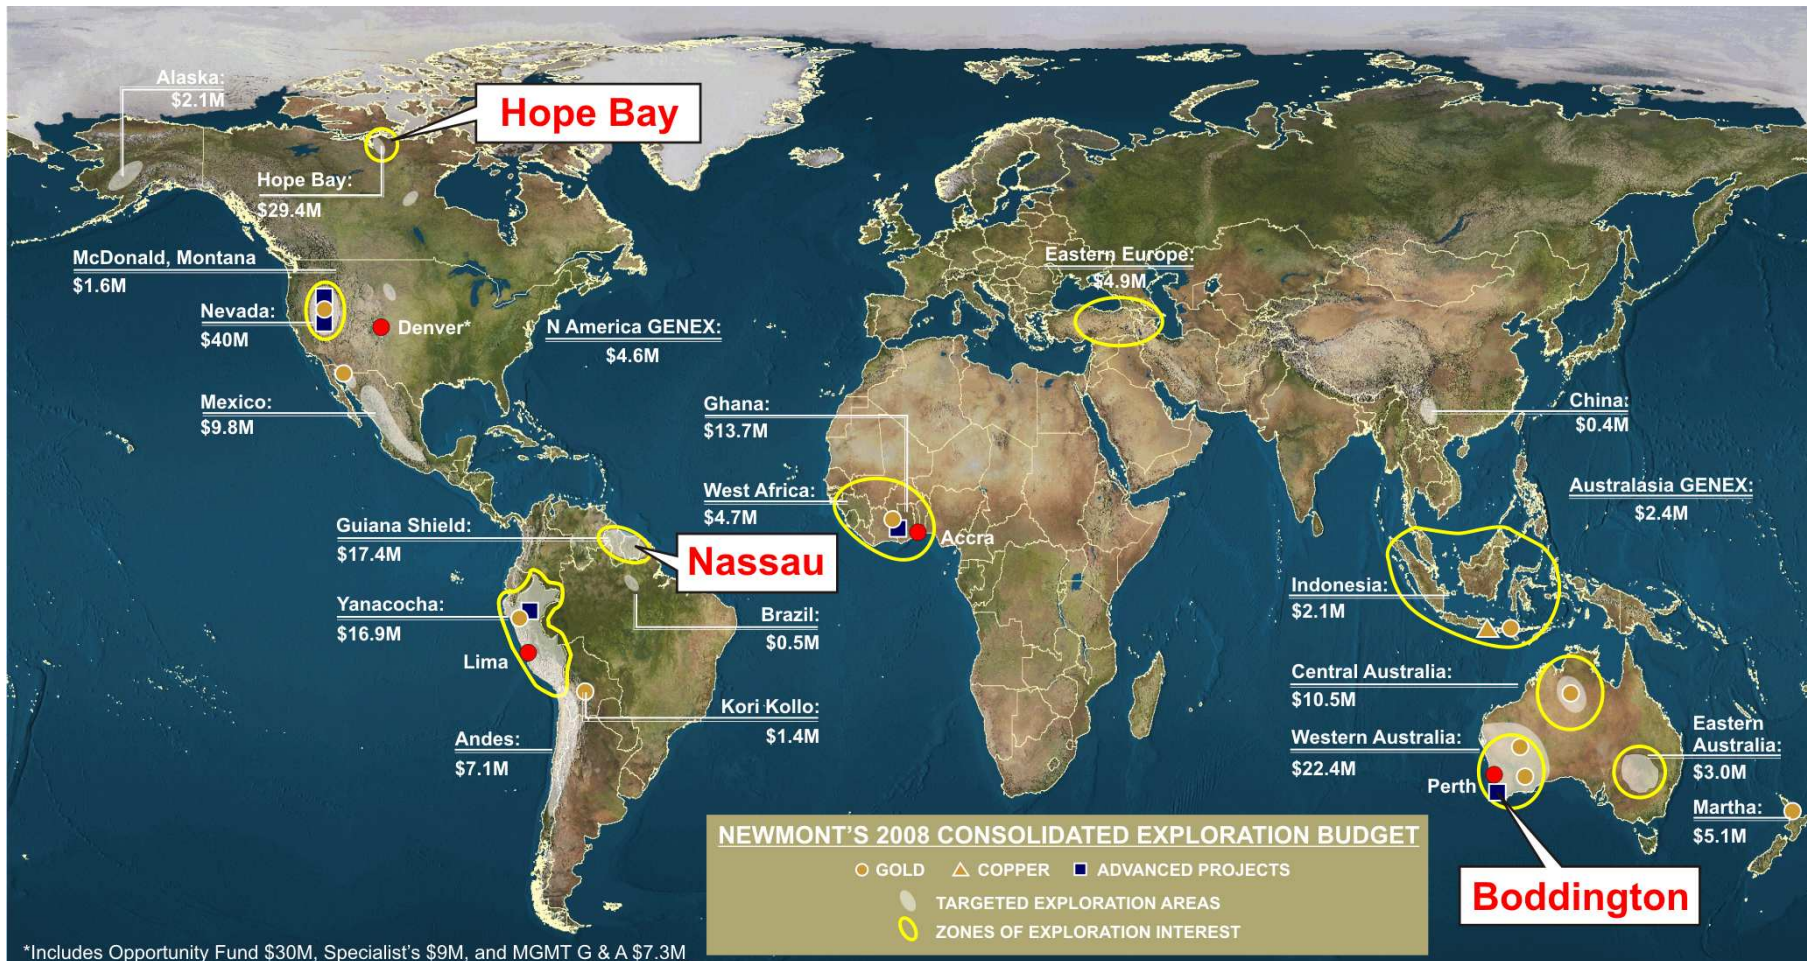 Alaska:
$2.1M
Hope Bay
Hope Bay:
$29.4M
McDonald, Montana
$1.6M
Nevada:
$40M
Denver*
N America GENEX:
$4.6M
Mexico:
$9.8M
Eastern Europe:
$4.9M
Ghana:
$13.7M
West Africa:
$4.7M
Accra
China:
$0.4M
Australasia GENEX:
$2.4M
Guiana Shield:
$17.4M
Nassau
Yanacocha:
$16.9M
Lima
Brazil:
$0.5M
Kori Kollo:
$1.4M
Andes:
$7.1M
Indonesia:
$2.1M
Central Australia:
$10.5M
Western Australia:
$22.4M
Perth
Eastern
Australia:
$3.0M
Martha:
$5.1M
Boddington
NEWMONT'S 2008 CONSOLIDATED EXPLORATION BUDGET
GOLD COPPER ADVANCED PROJECTS
TARGETED EXPLORATION AREAS
ZONES OF EXPLORATION INTEREST
*Includes Opportunity Fund $30M, Specialist's $9M, and MGMT G & A $7.3M